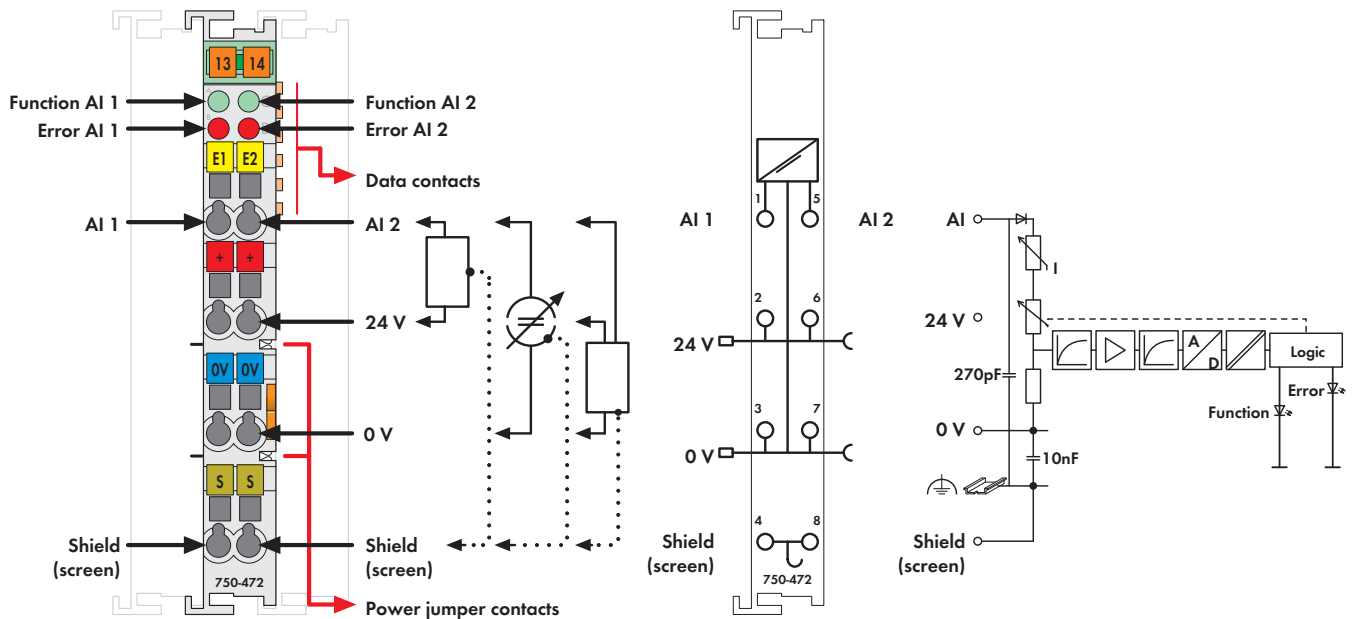 13 14
Function AI 1
Function AI 2
Error AI 1
Error AI 2
E1 E2
Data contacts
AI 1
AI 2
+ +
24 V
0V 0V
0 V
S S
Shield
(screen)
Shield
(screen)
750-472
Power jumper contacts
1 5
AI 1
AI 2
2 6
24 V
3 7
0 V
4 8
Shield
(screen)
750-472
AI
I
24 V
A
D
Logic
270pF
Error
Function
0 V
10nF
Shield
(screen)